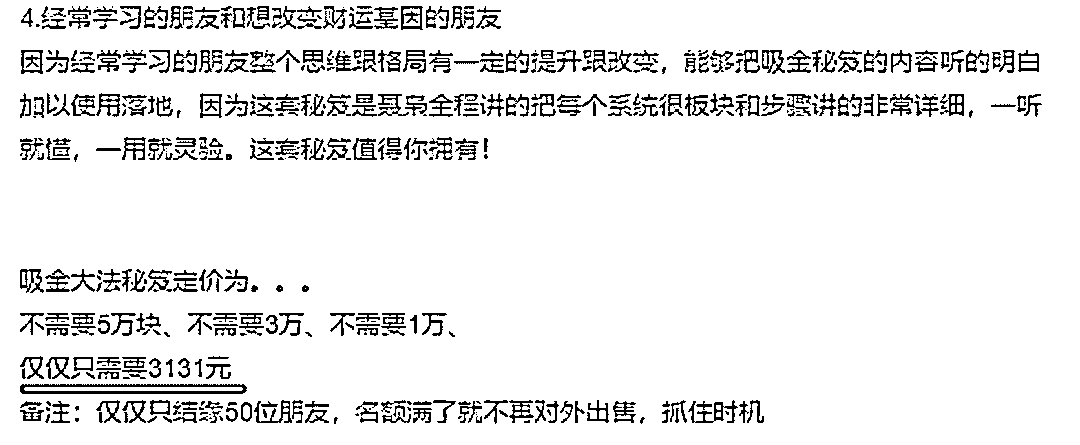 4.经常学习的朋友和想改变财运基因的朋友
因为经常学习的朋友整个思维跟格局有一定的提升跟改变，能够把吸金秘笈的内容听的明白
加以使用落地，因为这套秘笈是聂枭全程讲的把每个系统很板块和步骤讲的非常详细，一听
就懂，一用就灵验。这套秘笈值得你拥有！
吸金大法秘笈定价为。。。
不需要5万块、不需要3万、不需要1万、
仅仅只需要3131元
备注：仅仅只结缘50位朋友，名额满了就不再对外出售，抓住时机